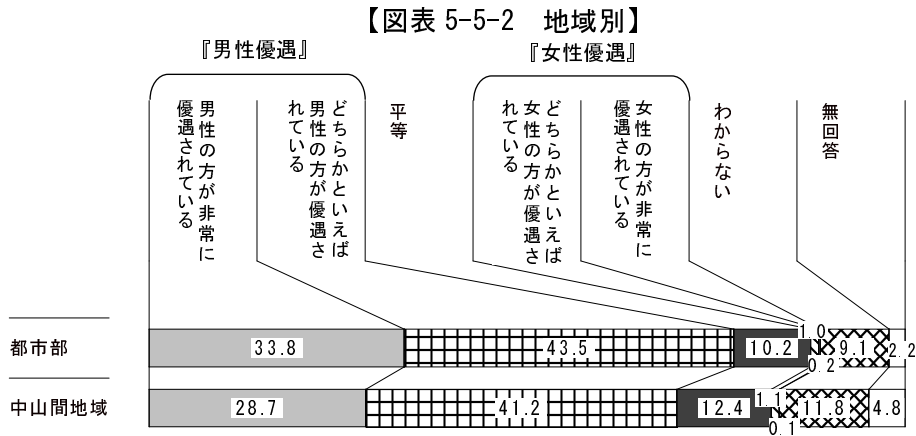 【図表 5-5-2　地域別】
『男性優遇』
『女性優遇』
男性の方が非常に
優遇されている
どちらかといえば
男性の方が優遇さ
れている
平等
どちらかといえば
女性の方が優遇さ
れている
女性の方が非常に
優遇されている
わからない
無回答
都市部
33.8
43.5
10.2
1.0
0.2
9.1
2.2
中山間地域
28.7
41.2
12.4
1.1
0.1
11.8
4.8